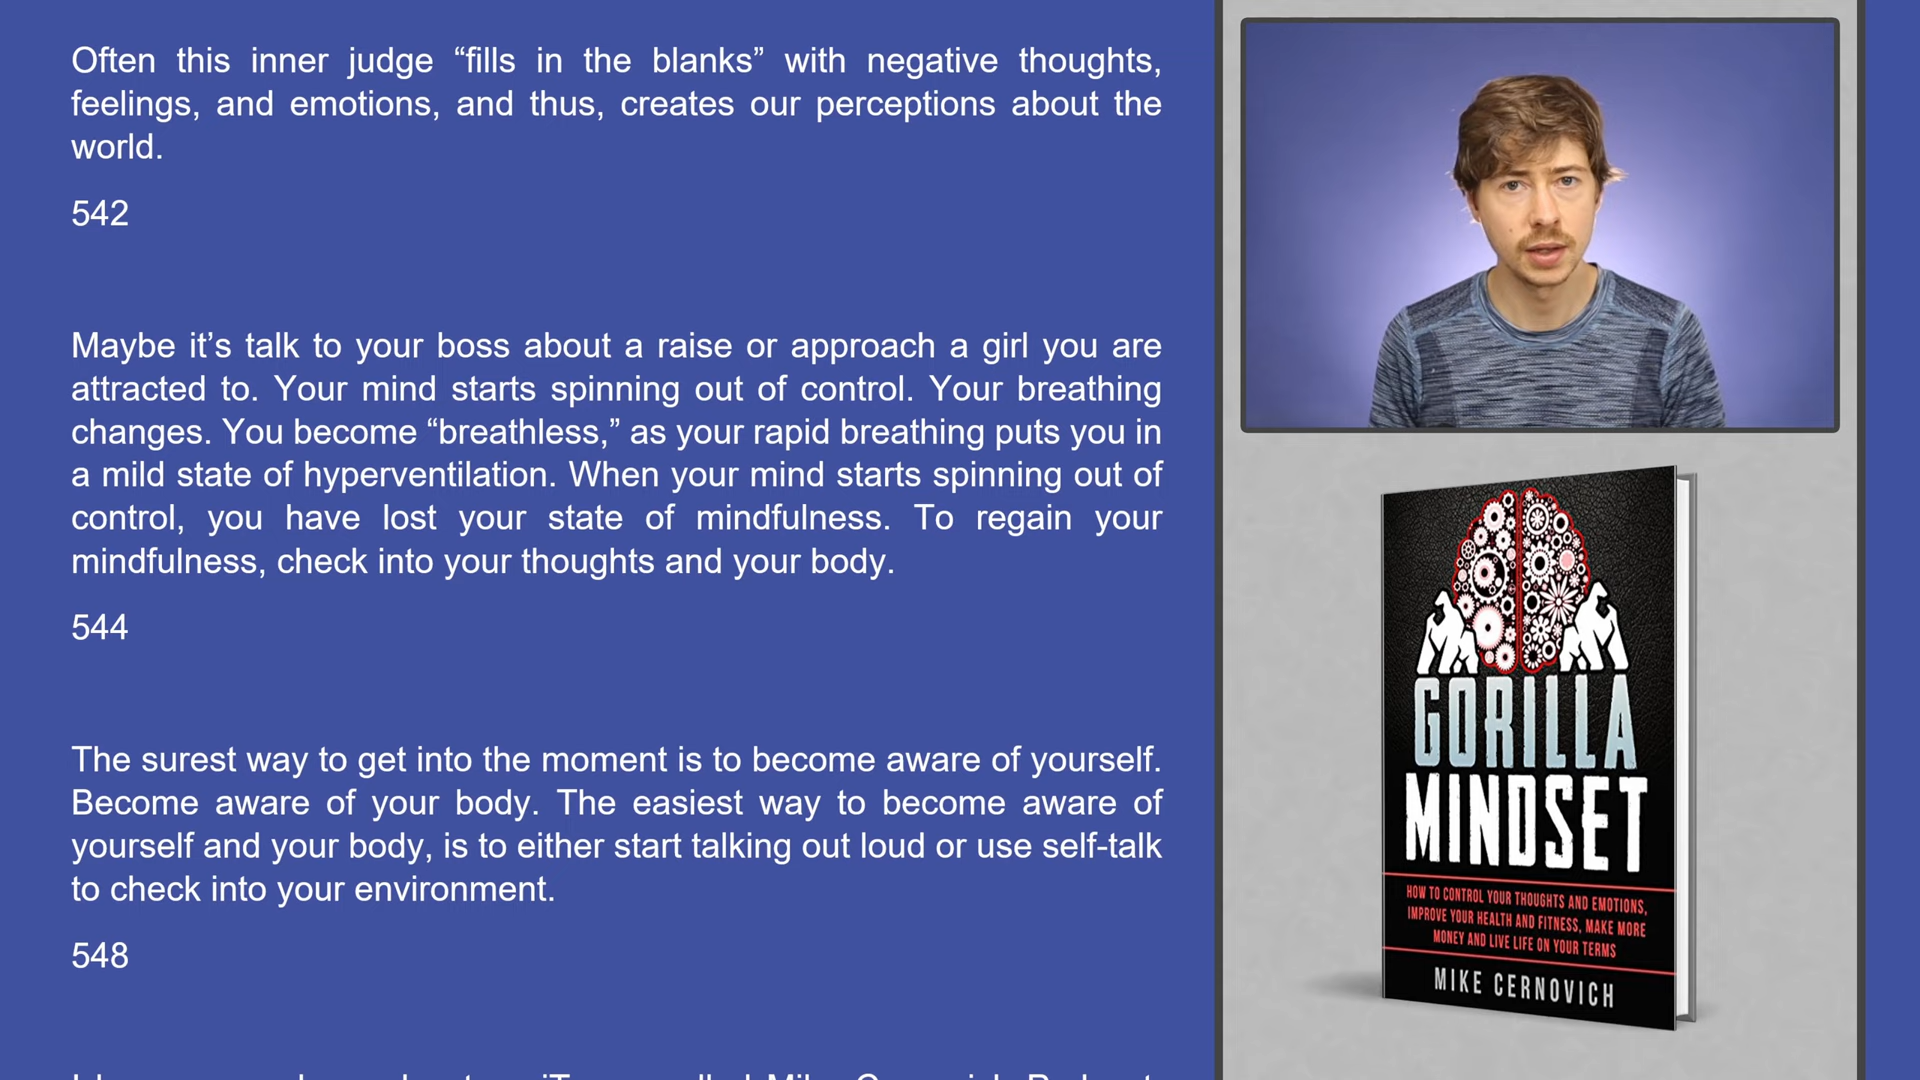 Often this inner judge “fills in the blanks” with negative thoughts,
feelings, and emotions, and thus, creates our perceptions about the
world.
542
Maybe it’s talk to your boss about a raise or approach a girl you are
attracted to. Your mind starts spinning out of control. Your breathing
changes. You become “breathless,” as your rapid breathing puts you in
a mild state of hyperventilation. When your mind starts spinning out of
control, you have lost your state of mindfulness. To regain your
mindfulness, check into your thoughts and your body.
544
The surest way to get into the moment is to become aware of yourself.
Become aware of your body. The easiest way to become aware of
yourself and your body, is to either start talking out loud or use self-talk
to check into your environment.
548
GORILLA
MINDSET
HOW TO CONTROL YOUR THOUGHTS AND EMOTIONS,
IMPROVE YOUR HEALTH AND FITNESS, MAKE MORE
MONEY AND LIVE LIFE ON YOUR TERMS
MIKE CERNOVICH